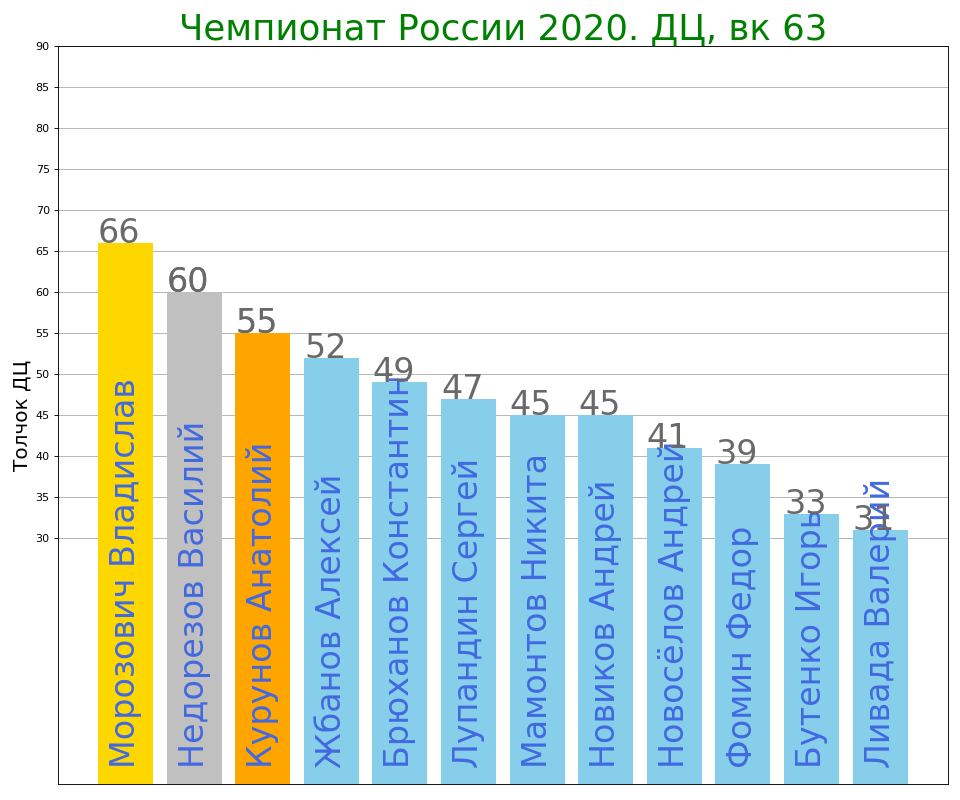 Чемпионат России 2020. ДЦ, вк 63
Толчок ДЦ
90
85
80
75
70
65
60
55
50
45
40
35
30
66
60
55
52
49
47
45
45
41
39
33
31
Морозович Владислав
Недорезов Василий
Курунов Анатолий
Жбанов Алексей
Брюханов Константин
Лупандин Сергей
Мамонтов Никита
Новиков Андрей
Новосёлов Андрей
Фомин Федор
Бутенко Игорь
Ливада Валерий